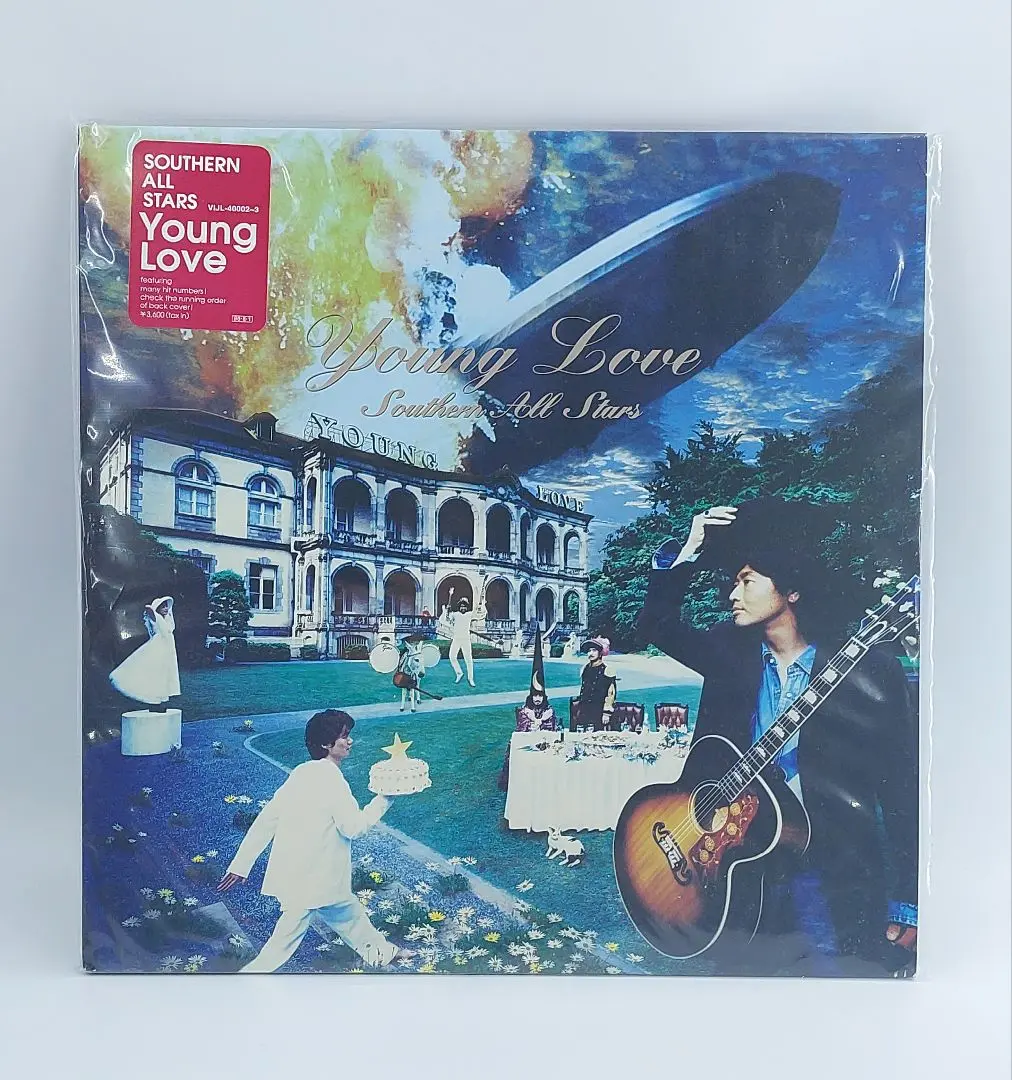 SOUTHERN
ALL
STARS VIJL-40002~3
Young
Love
featuring
many hit numbers!
check the running order
of back cover!
¥3,600 (tax in)
Young Love
Southern All Stars
YOUNG
LOVE